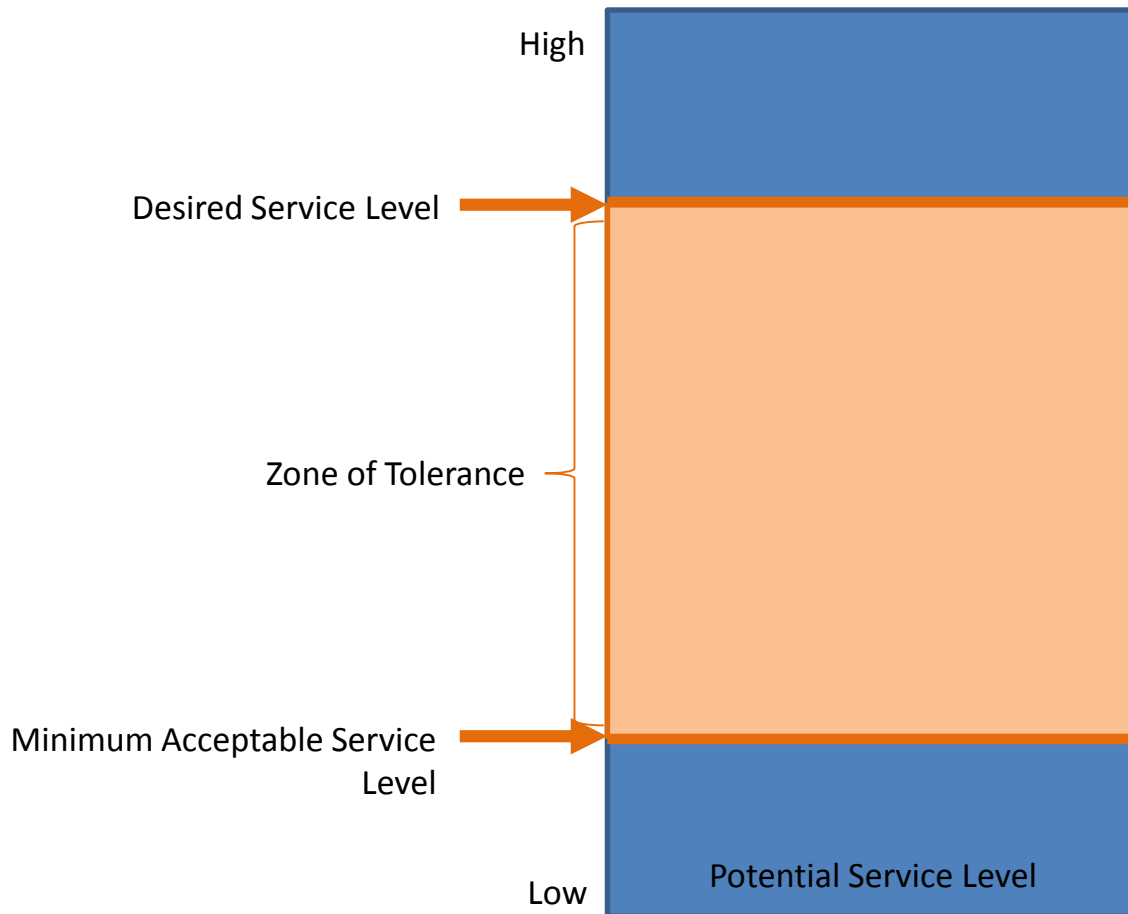 High
Desired Service Level
Zone of Tolerance
Minimum Acceptable Service
Level
Potential Service Level
Low